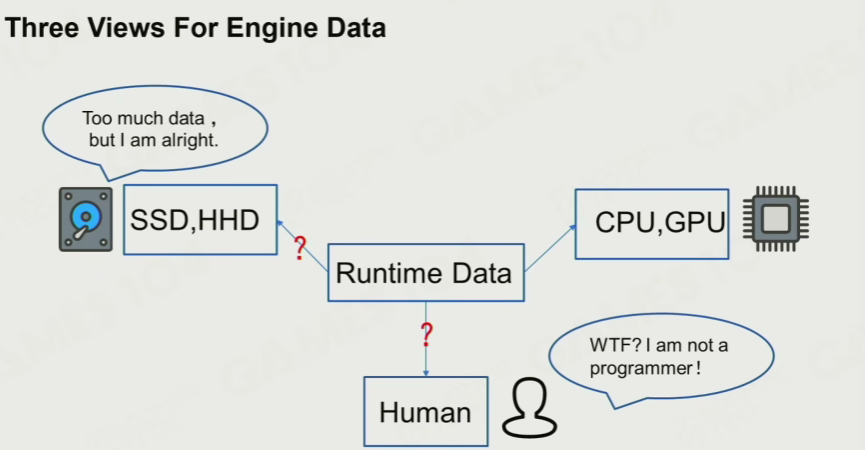 Three Views For Engine Data
Too much data，
but I am alright.
SSD,HHD
CPU,GPU
?
Runtime Data
?
WTF? I am not a
programmer！
Human
GAMES104